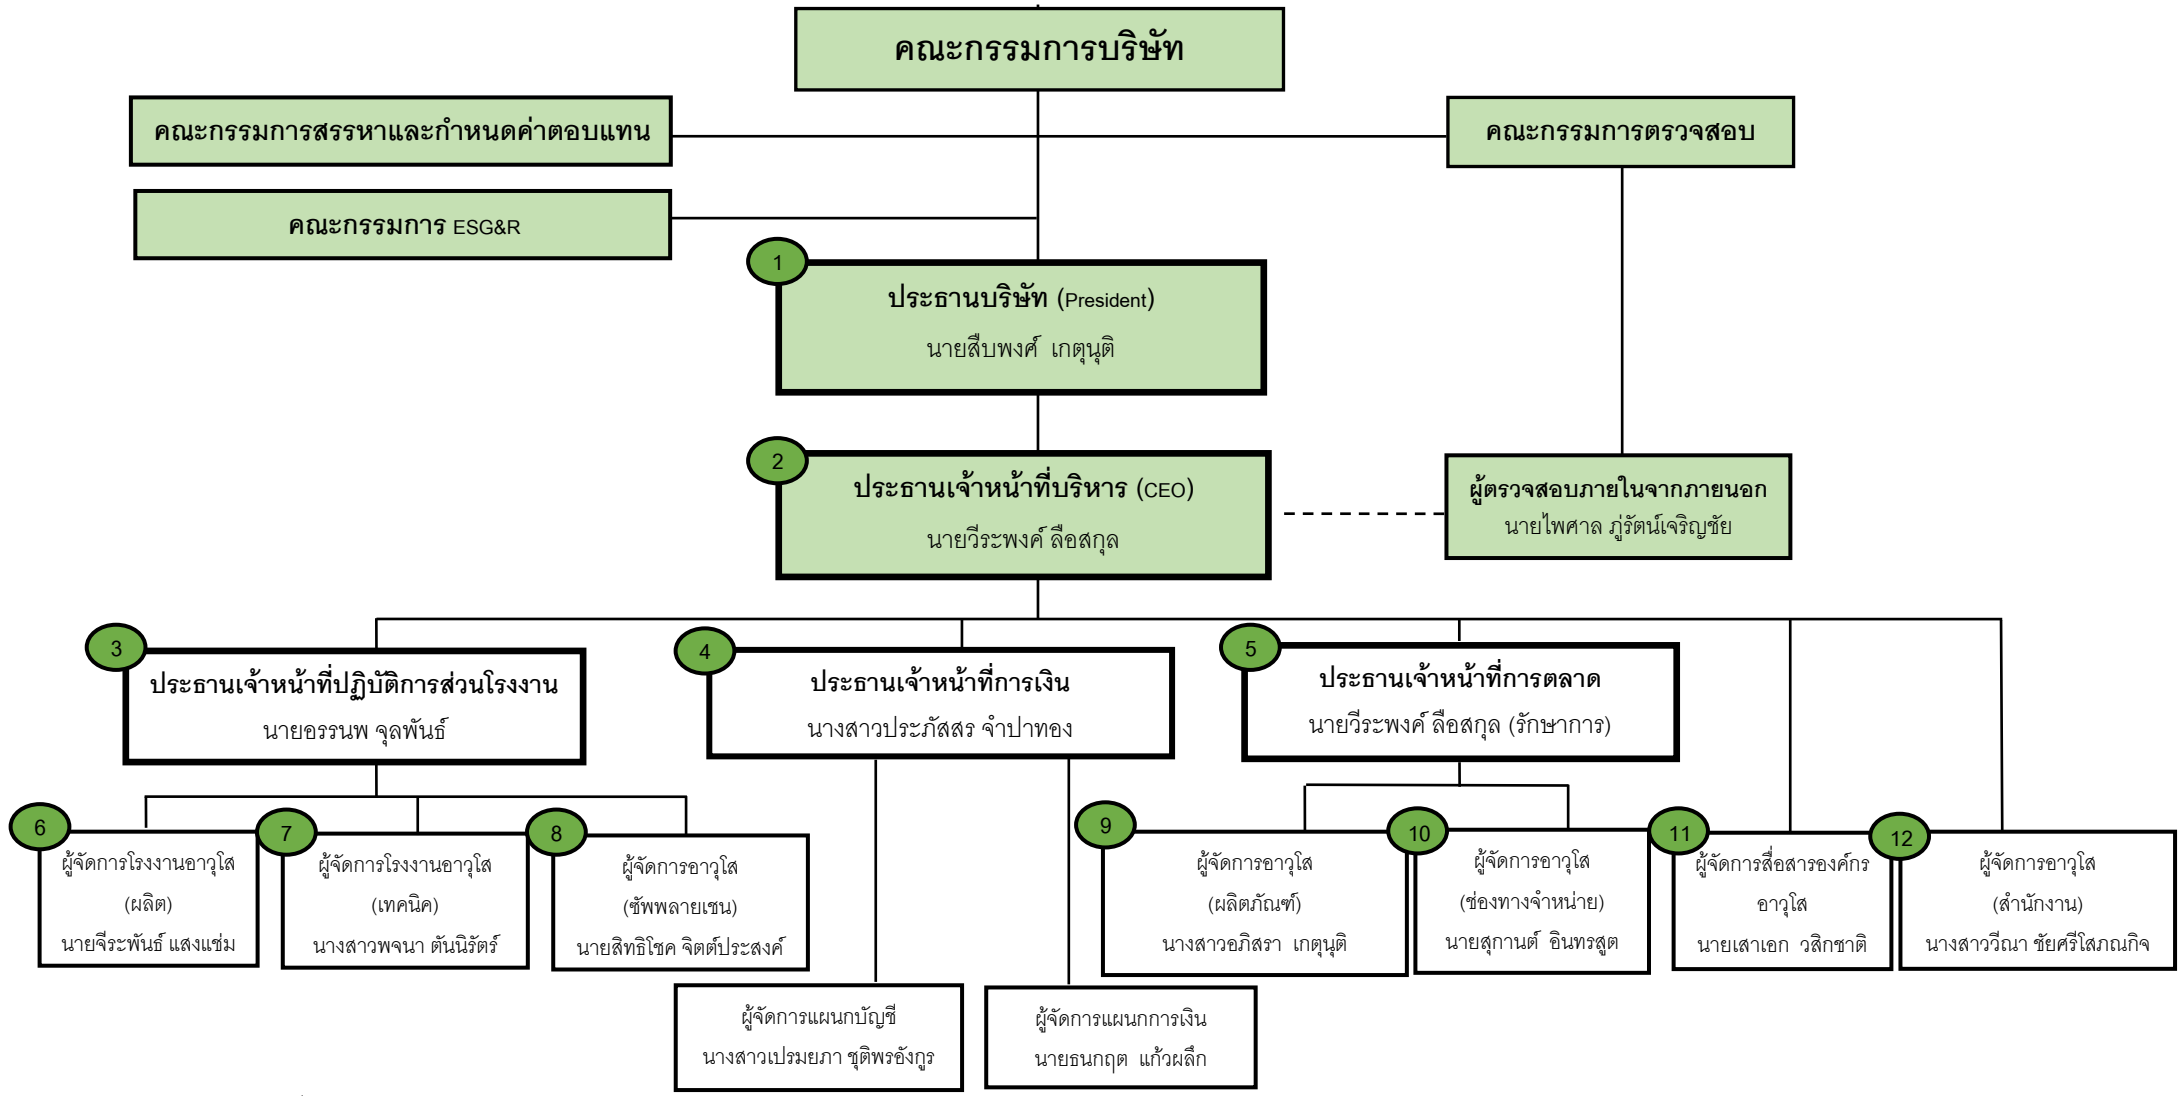 คณะกรรมการบริษัท
คณะกรรมการสรรหาและกำหนดค่าตอบแทน
คณะกรรมการตรวจสอบ
คณะกรรมการ ESG&R
1
ประธานบริษัท (President)
นายสืบพงศ์ เกตุนุติ
2
ประธานเจ้าหน้าที่บริหาร (CEO)
นายวีระพงค์ ลือสกุล
ผู้ตรวจสอบภายในจากภายนอก
นายไพศาล ภู่รัตน์เจริญชัย
3
ประธานเจ้าหน้าที่ปฏิบัติการส่วนโรงงาน
นายอรรนพ จุลพันธ์
4
ประธานเจ้าหน้าที่การเงิน
นางสาวประภัสสร จำปาทอง
5
ประธานเจ้าหน้าที่การตลาด
นายวีระพงค์ ลือสกุล (รักษาการ)
6
ผู้จัดการโรงงานอาวุโส
(ผลิต)
นายจีระพันธ์ แสงแช่ม
7
ผู้จัดการโรงงานอาวุโส
(เทคนิค)
นางสาวพจนา ตันนิรัตร์
8
ผู้จัดการอาวุโส
(ซัพพลายเชน)
นายสิทธิโชค จิตต์ประสงค์
9
ผู้จัดการอาวุโส
(ผลิตภัณฑ์)
นางสาวอภิสรา เกตุนุติ
10
ผู้จัดการอาวุโส
(ช่องทางจำหน่าย)
นายสุกานต์ อินทรสูต
11
ผู้จัดการสื่อสารองค์กร
อาวุโส
นายเสาเอก วสิกชาติ
12
ผู้จัดการอาวุโส
(สำนักงาน)
นางสาววีณา ชัยศรีโสภณกิจ
ผู้จัดการแผนกบัญชี
นางสาวเปรมยภา ชุติพรอังกูร
ผู้จัดการแผนกการเงิน
นายธนกฤต แก้วผลึก